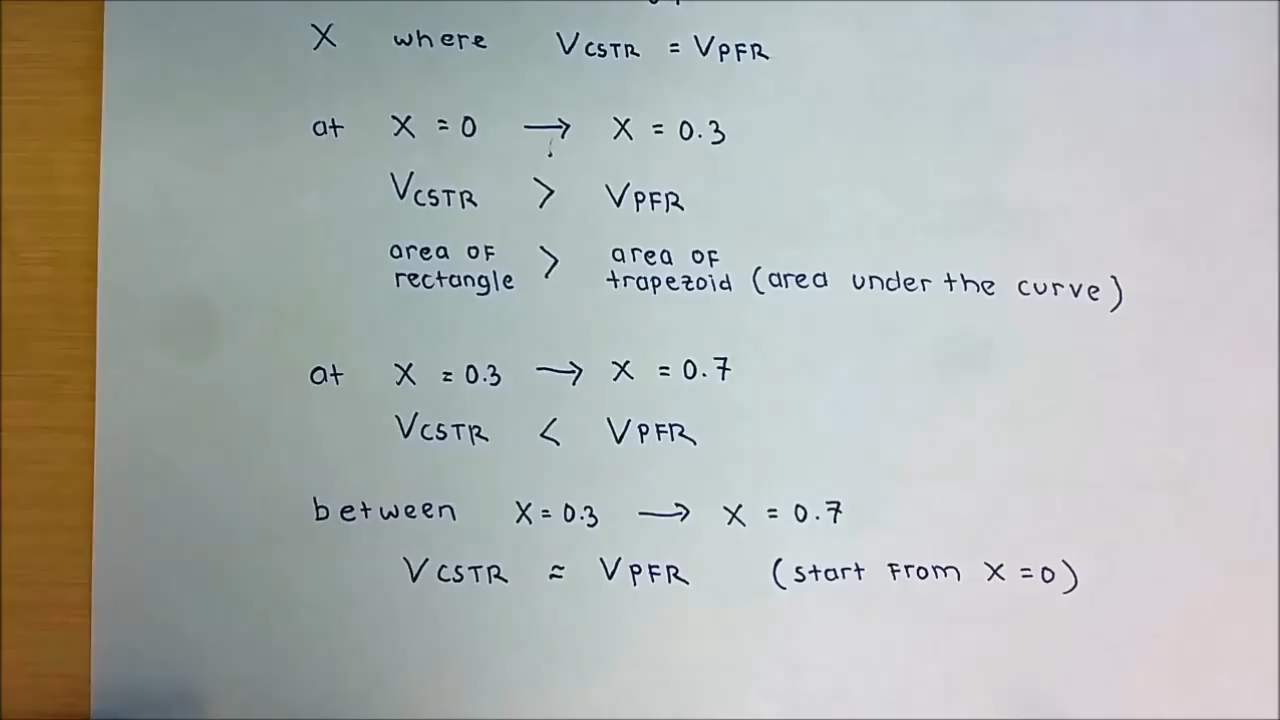 X where VCSTR = VPFR
at X = 0 → X = 0.3
VCSTR > VPFR
area of rectangle > area of trapezoid (area under the curve)
at X = 0.3 → X = 0.7
VCSTR < VPFR
between X = 0.3 → X = 0.7
VCSTR ≈ VPFR (start from X = 0)